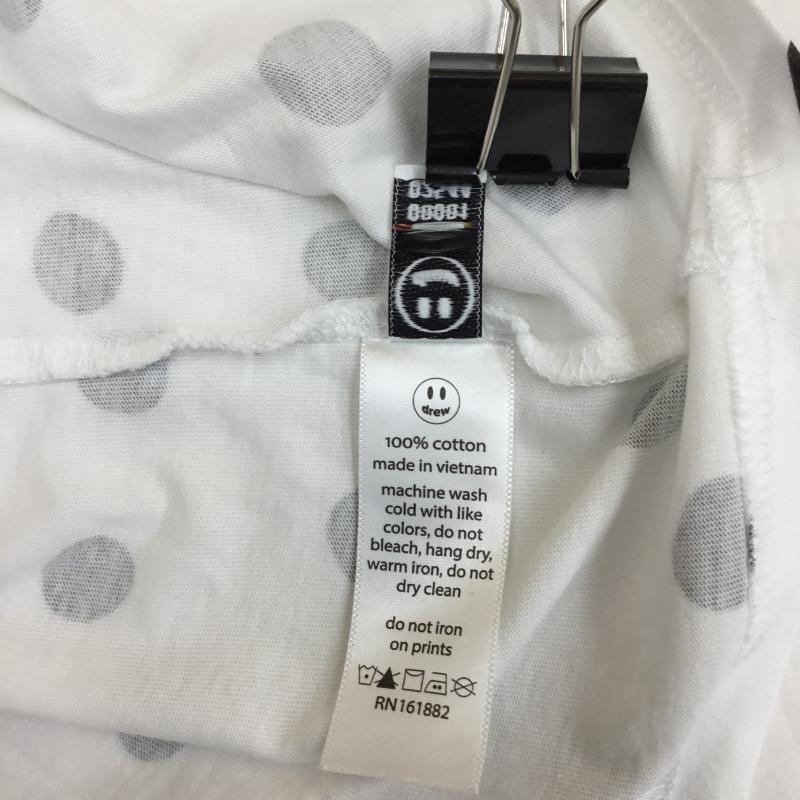 drew
100% cotton
made in vietnam
machine wash
cold with like
colors, do not
bleach, hang dry,
warm iron, do not
dry clean
do not iron
on prints
RN161882